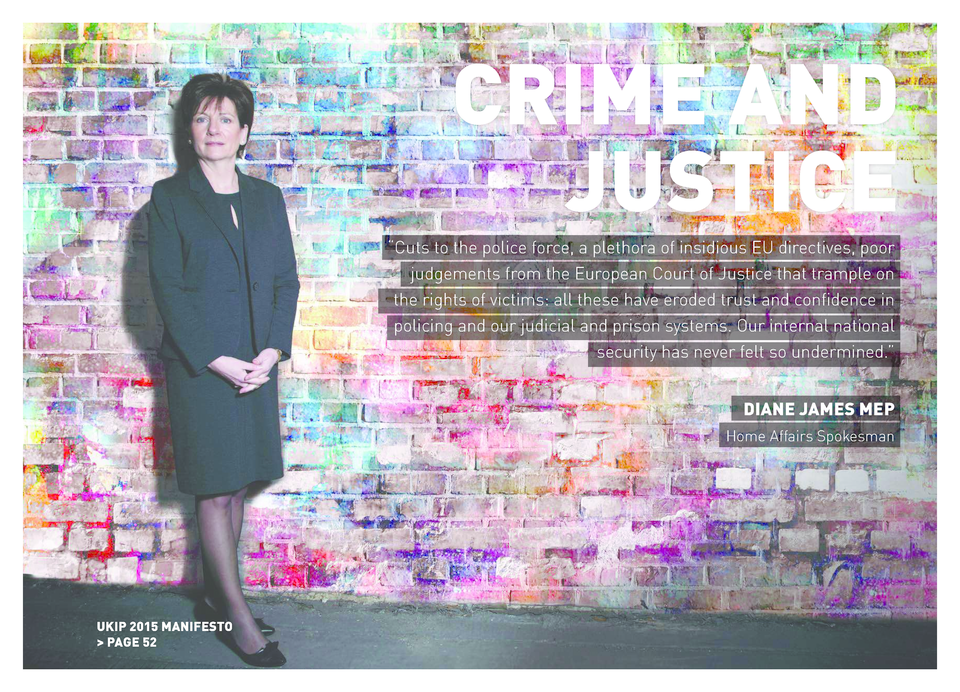 CRIME AND
JUSTICE
“Cuts to the police force, a plethora of insidious EU directives, poor
judgements from the European Court of Justice that trample on
the rights of victims: all these have eroded trust and confidence in
policing and our judicial and prison systems. Our internal national
security has never felt so undermined.”
DIANE JAMES MEP
Home Affairs Spokesman
UKIP 2015 MANIFESTO
> PAGE 52